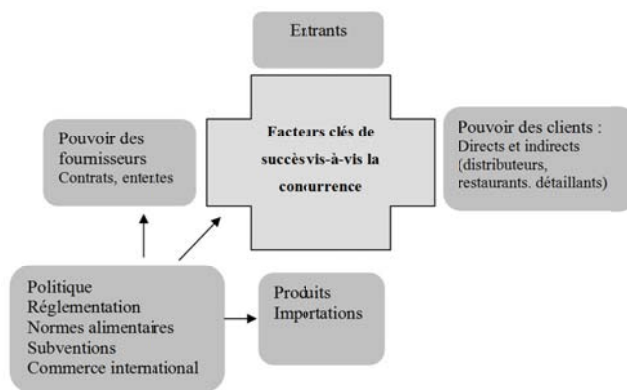 Entrants
Facteurs clés de
succès vis-à-vis la
concurrence
Pouvoir des
fournisseurs
Contrats, ententes
Pouvoir des clients :
Directs et indirects
(distributeurs,
restaurants. détaillants)
Politique
Réglementation
Normes alimentaires
Subventions
Commerce international
Produits
Importations